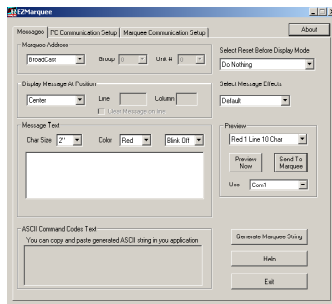 EZMarquee
Messages PC Communication Setup Marquee Communication Setup
About
Marquee Address
BroadCast Group 0 Unit # 0
Select Reset Before Display Mode
Do Nothing
Display Message At Position
Center Line Column
Clear Message on line
Select Message Effects
Default
Message Text
Char Size 2" Color Red Blink Off
Preview
Red 1 Line 10 Char
Preview Now
Send To Marquee
Use Com1
ASCII Command Codes Text
You can copy and paste generated ASCII string in you application
Generate Marquee String
Help
Exit